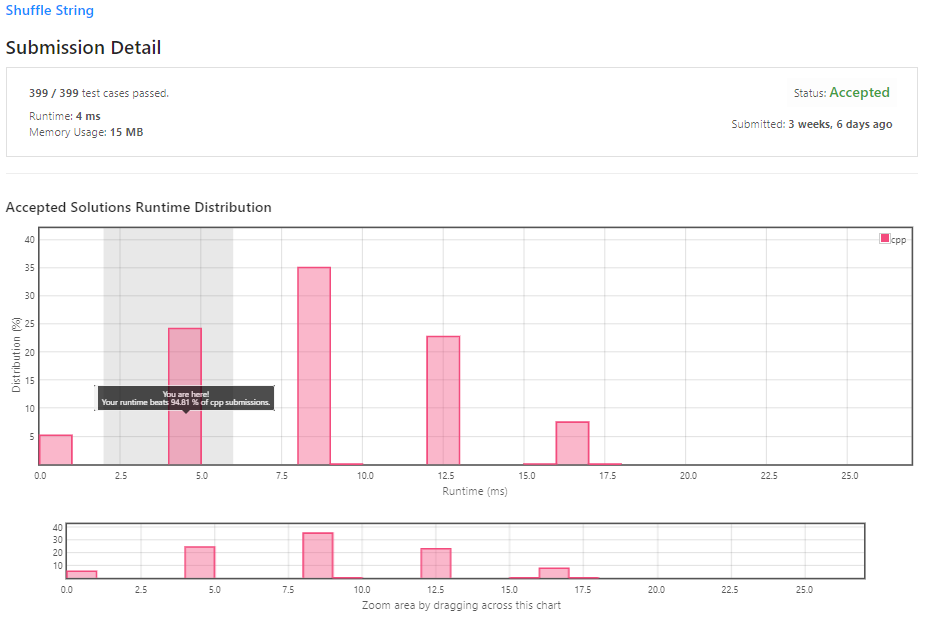 Shuffle String
Submission Detail
399 / 399 test cases passed.
Status: Accepted
Runtime: 4 ms
Memory Usage: 15 MB
Submitted: 3 weeks, 6 days ago
Accepted Solutions Runtime Distribution
cpp
40
35
30
25
20
15
10
5
Distribution (%)
You are here!
Your runtime beats 94.81 % of cpp submissions.
0.0 2.5 5.0 7.5 10.0 12.5 15.0 17.5 20.0 22.5 25.0
Runtime (ms)
40
30
20
10
0.0 2.5 5.0 7.5 10.0 12.5 15.0 17.5 20.0 22.5 25.0
Zoom area by dragging across this chart